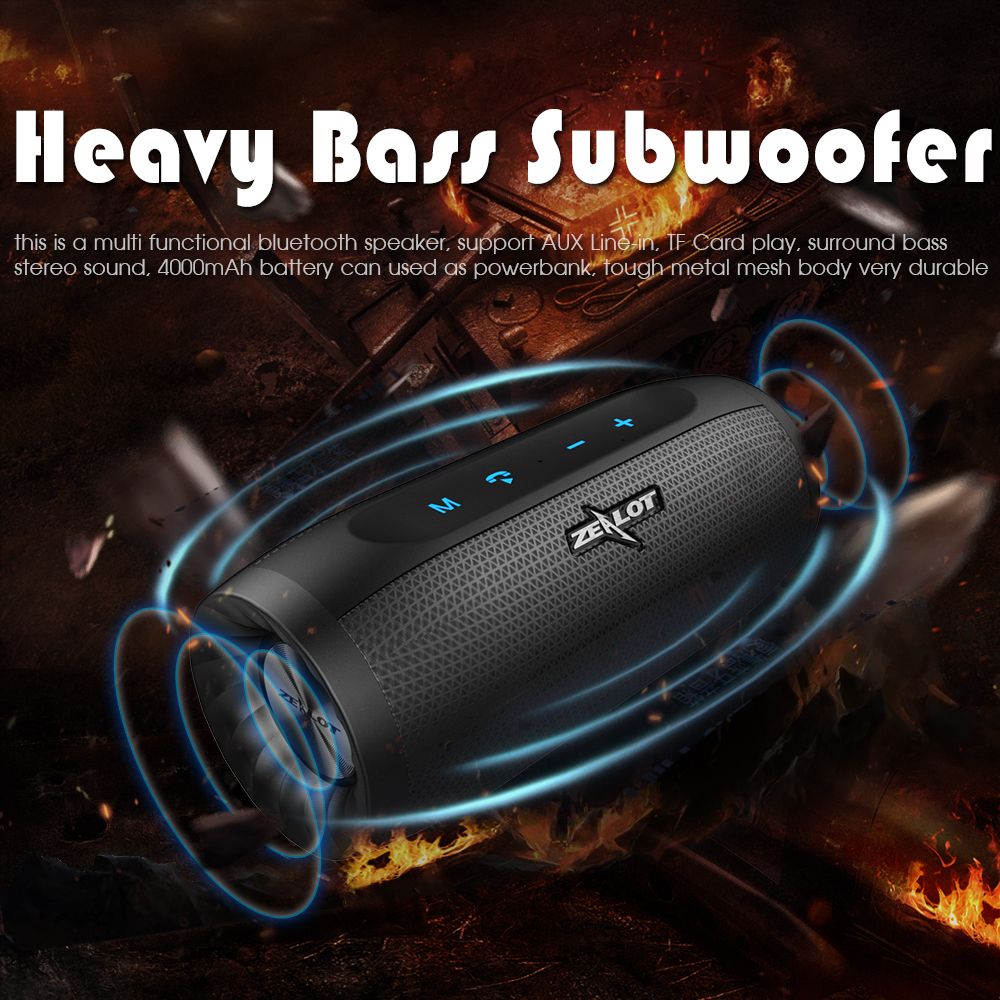 Heavy Bass Subwoofer
this is a multi functional bluetooth speaker, support AUX Line-in, TF Card play, surround bass
stereo sound, 4000mAh battery can used as powerbank, tough metal mesh body very durable
+
−
M
ZEALOT
ZEALOT